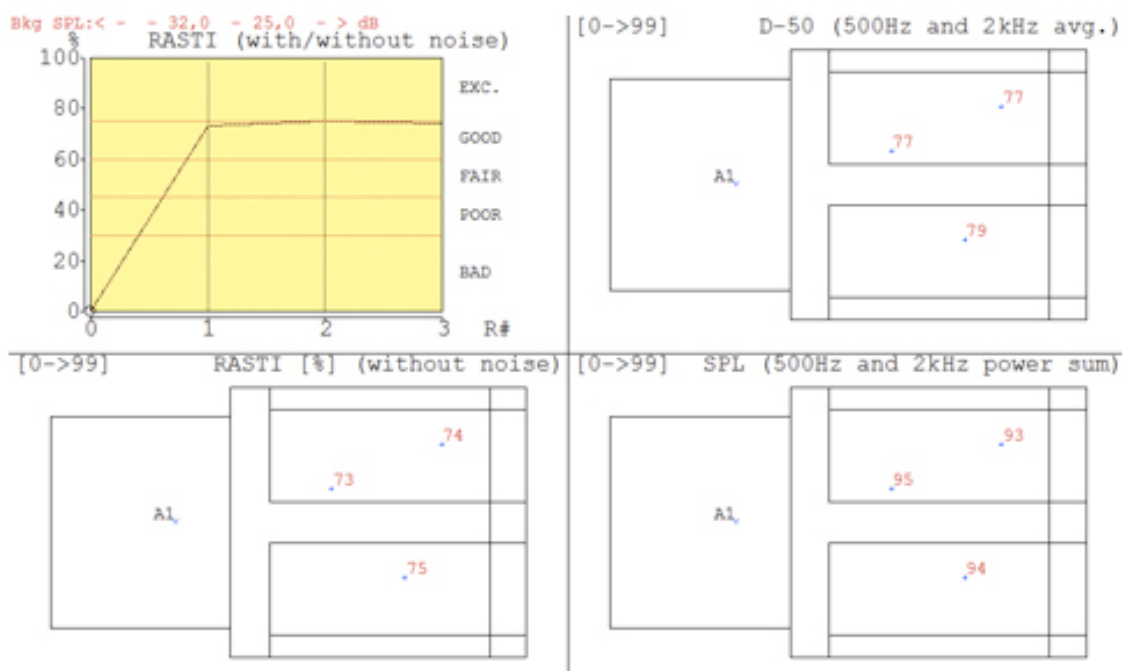 Bkg SPL:< - - 32,0 - 25,0 - > dB
% RASTI (with/without noise)
100
80
60
40
20
0
EXC.
GOOD
FAIR
POOR
BAD
0 1 2 3 R#
[0->99] D-50 (500Hz and 2kHz avg.)
77
77
A1
79
[0->99] RASTI [%] (without noise)
74
73
A1
75
[0->99] SPL (500Hz and 2kHz power sum)
93
95
A1
94